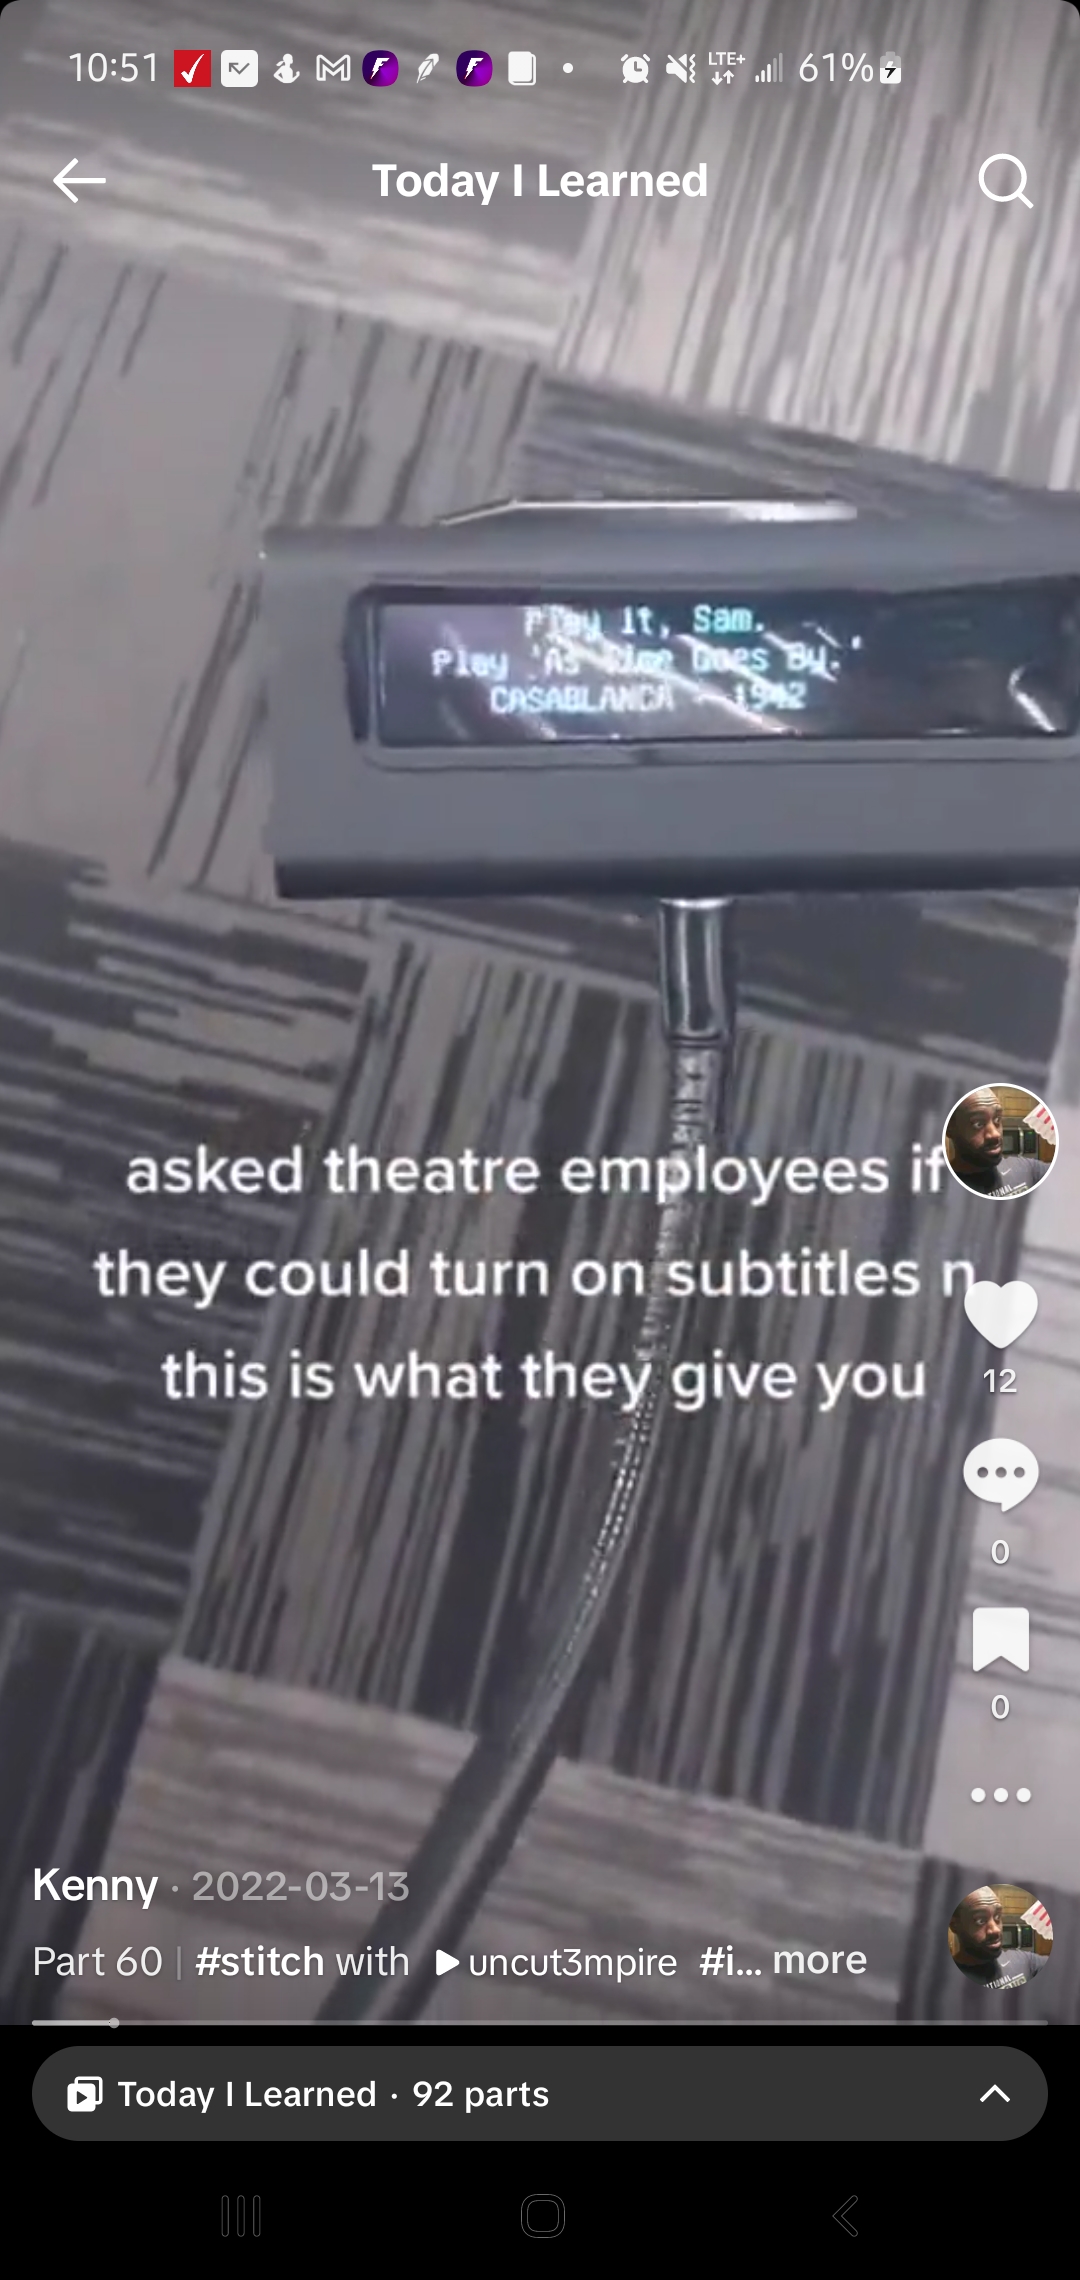 10:51
LTE+
61%
Today I Learned
Play it, Sam.
Play 'As Time Goes By.'
CASABLANCA - 1942
asked theatre employees if
they could turn on subtitles n
this is what they give you
12
0
0
Kenny · 2022-03-13
Part 60 | #stitch with uncut3mpire #i... more
Today I Learned · 92 parts